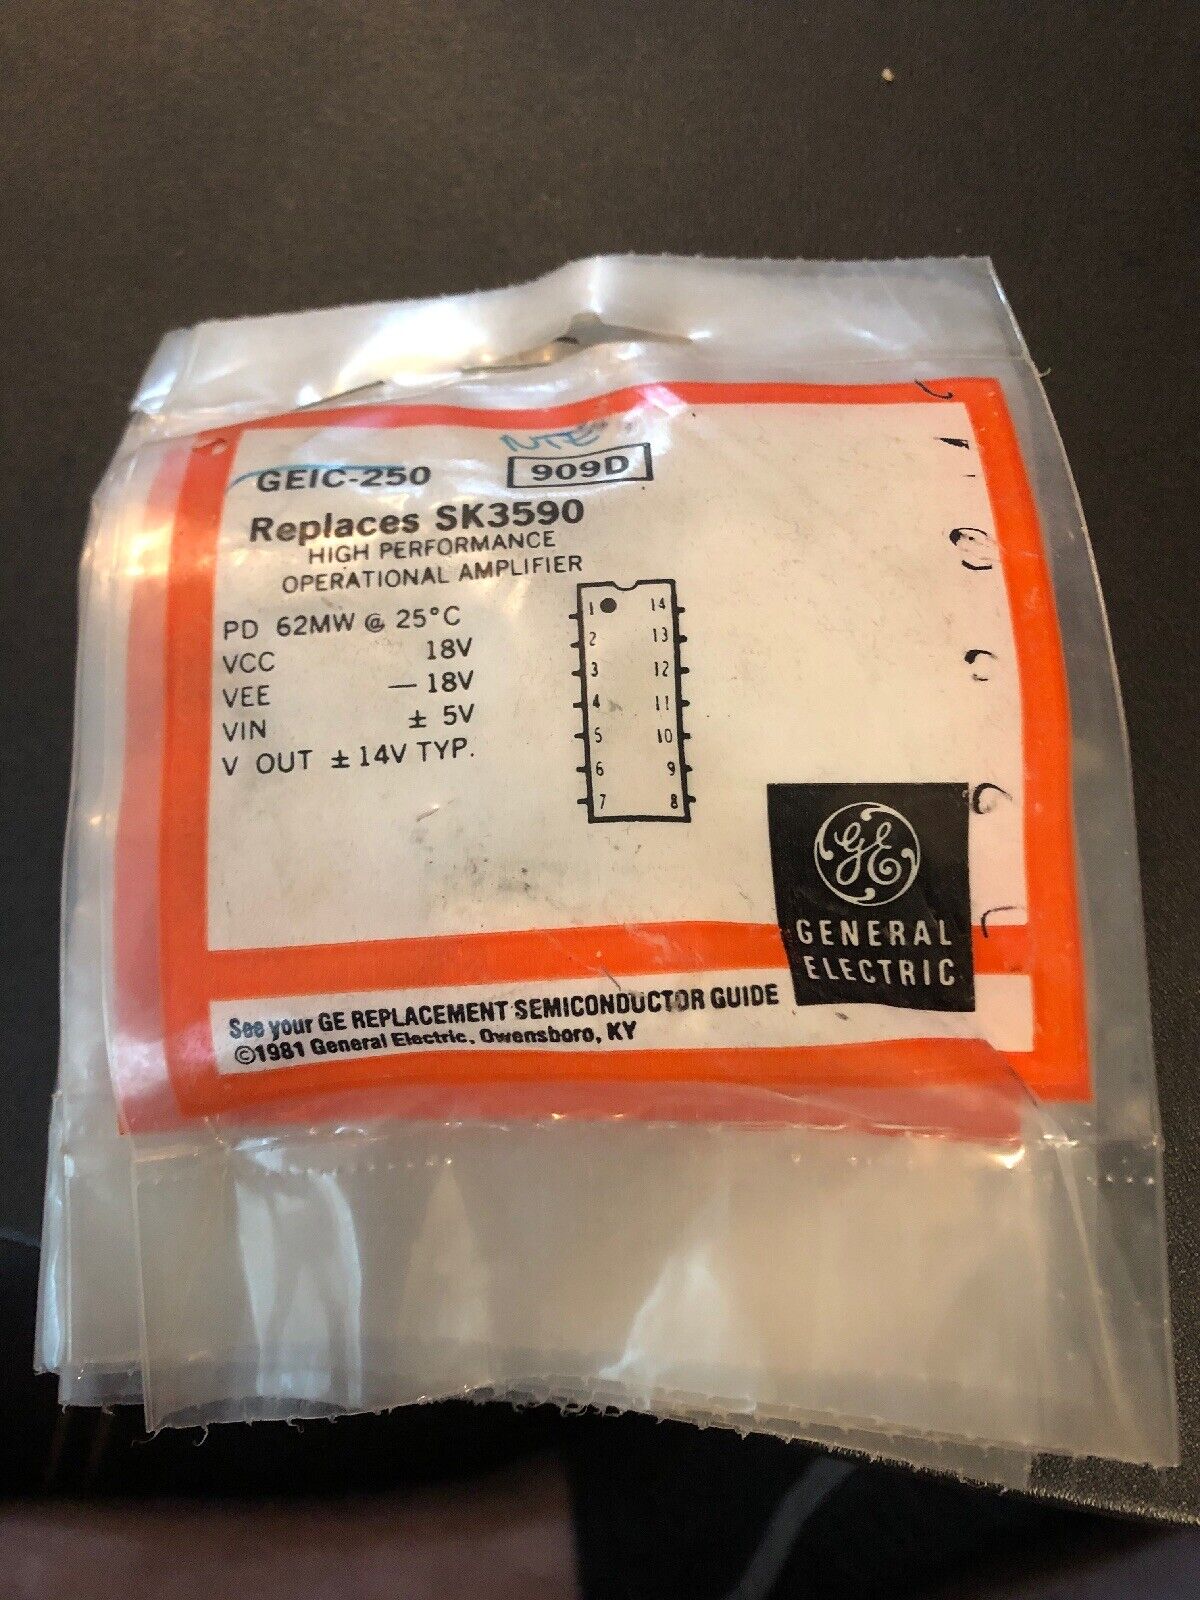 NTE
GEIC-250 909D
Replaces SK3590
HIGH PERFORMANCE
OPERATIONAL AMPLIFIER
PD 62MW @ 25°C
VCC 18V
VEE — 18V
VIN ± 5V
V OUT ± 14V TYP.
1 14
2 13
3 12
4 11
5 10
6 9
7 8
GE
GENERAL
ELECTRIC
See your GE REPLACEMENT SEMICONDUCTOR GUIDE
©1981 General Electric, Owensboro, KY